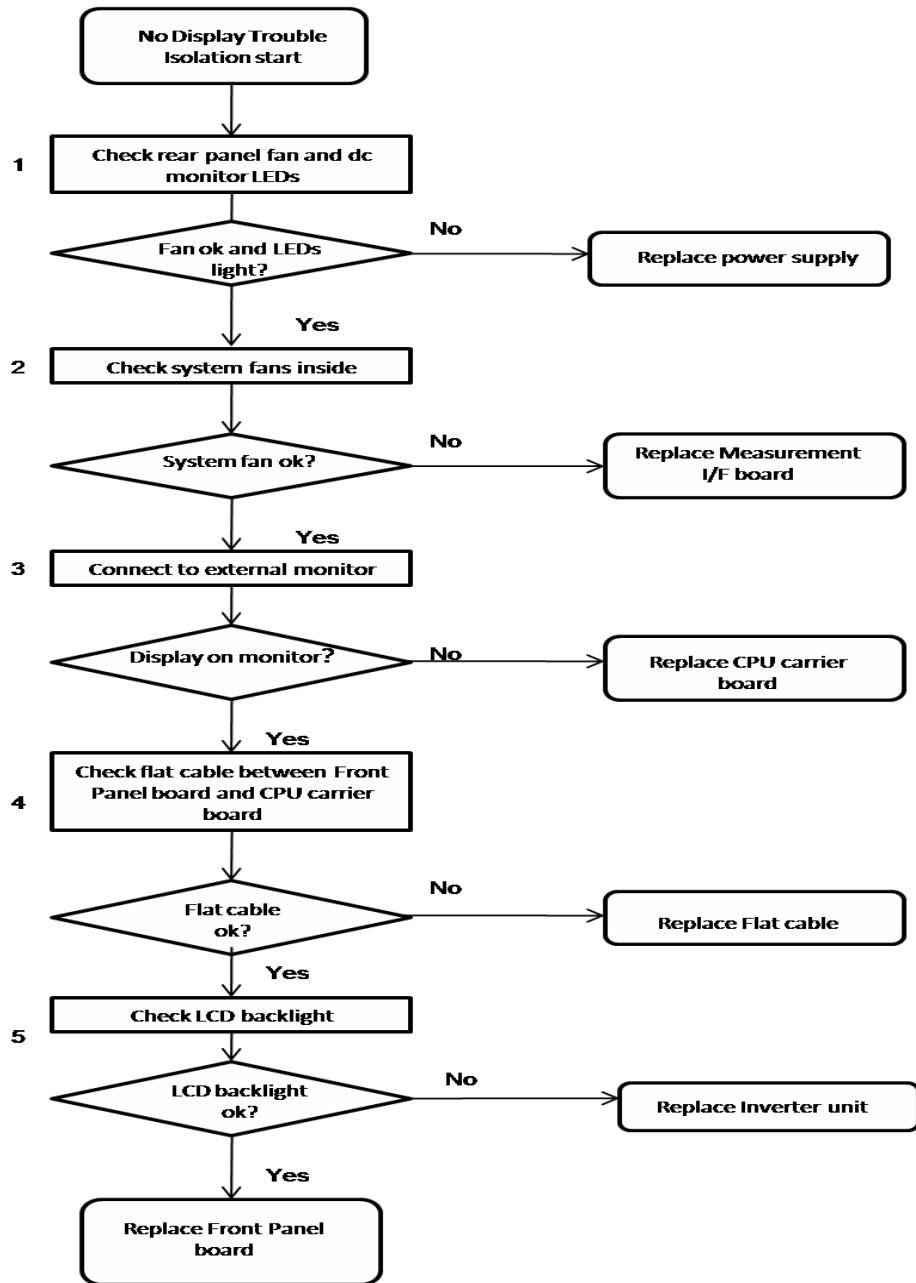 No Display Trouble
Isolation start
1
Check rear panel fan and dc
monitor LEDs
Fan ok and LEDs
light?
No
Replace power supply
Yes
2
Check system fans inside
System fan ok?
No
Replace Measurement
I/F board
Yes
3
Connect to external monitor
Display on monitor?
No
Replace CPU carrier
board
Yes
4
Check flat cable between Front
Panel board and CPU carrier
board
Flat cable
ok?
No
Replace Flat cable
Yes
5
Check LCD backlight
LCD backlight
ok?
No
Replace Inverter unit
Yes
Replace Front Panel
board